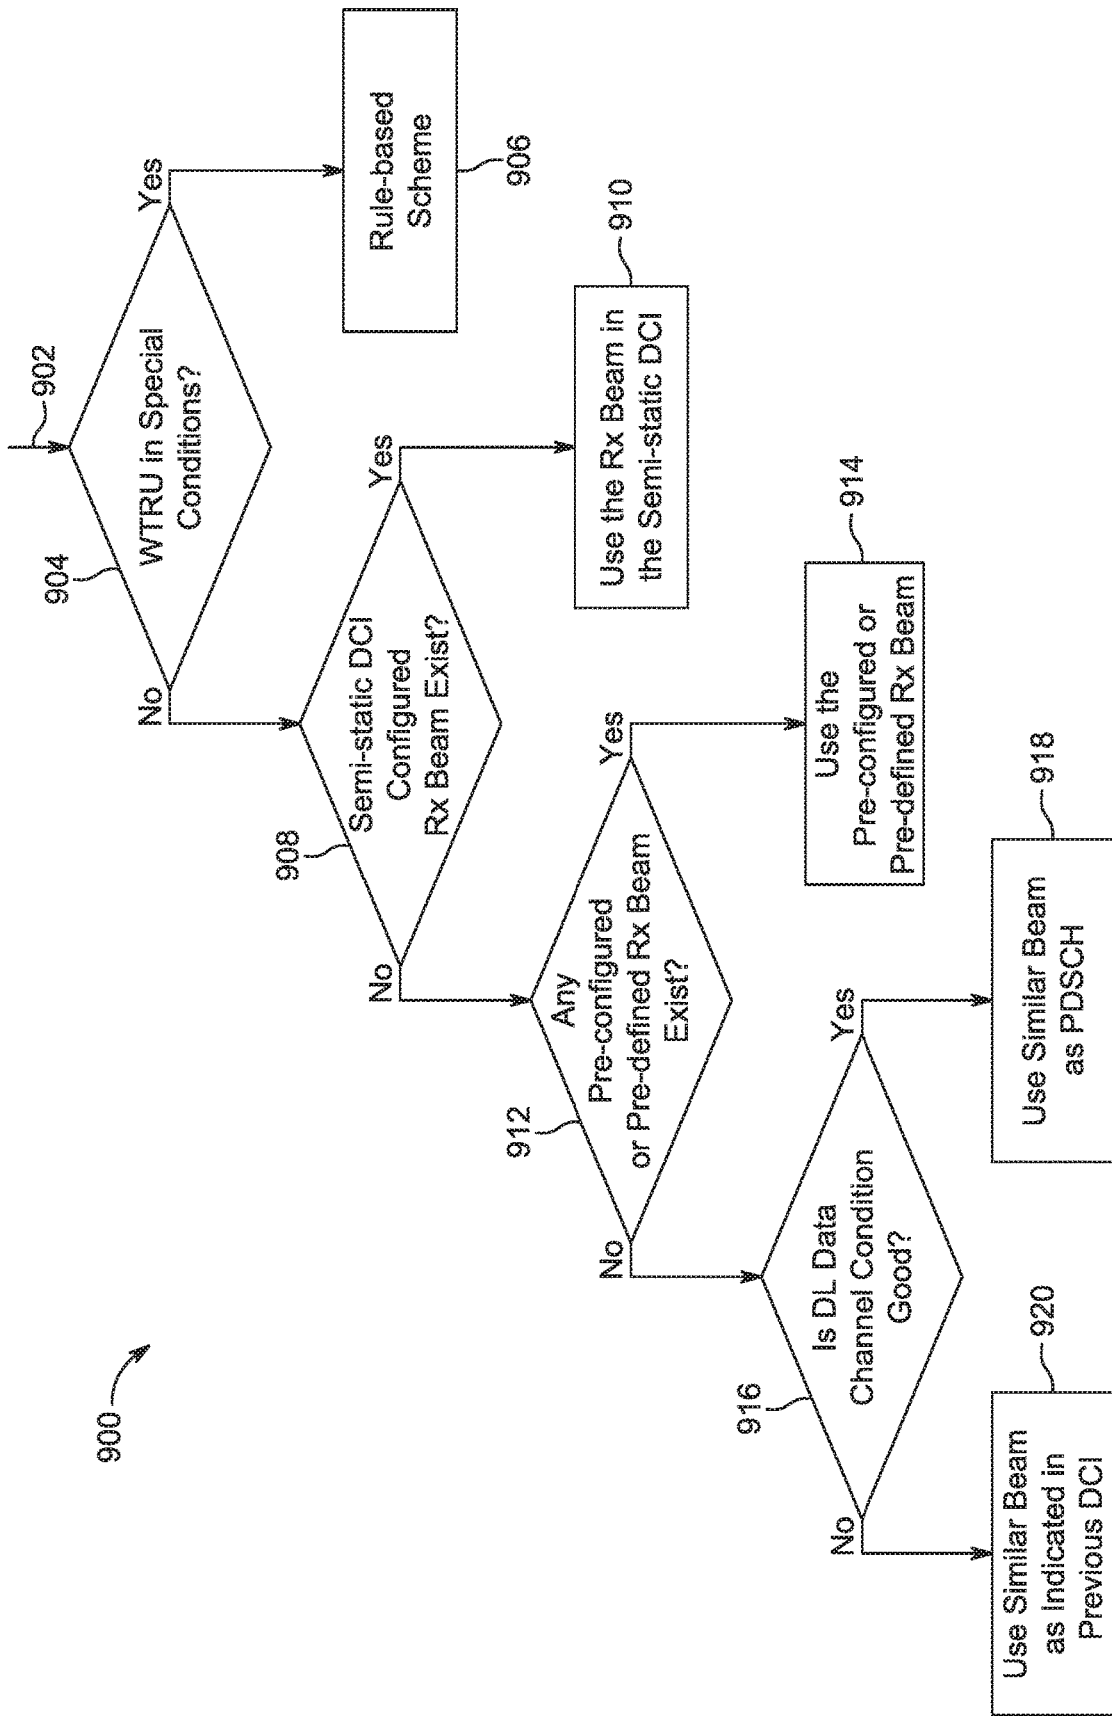 900
902
904
WTRU in Special
Conditions?
No
Yes
Rule-based
Scheme
906
908
Semi-static DCI
Configured
Rx Beam Exist?
No
Yes
Use the Rx Beam in
the Semi-static DCI
910
912
Any
Pre-configured
or Pre-defined Rx Beam
Exist?
No
Yes
Use the
Pre-configured or
Pre-defined Rx Beam
914
916
Is DL Data
Channel Condition
Good?
No
Yes
Use Similar Beam
as Indicated in
Previous DCI
920
Use Similar Beam
as PDSCH
918